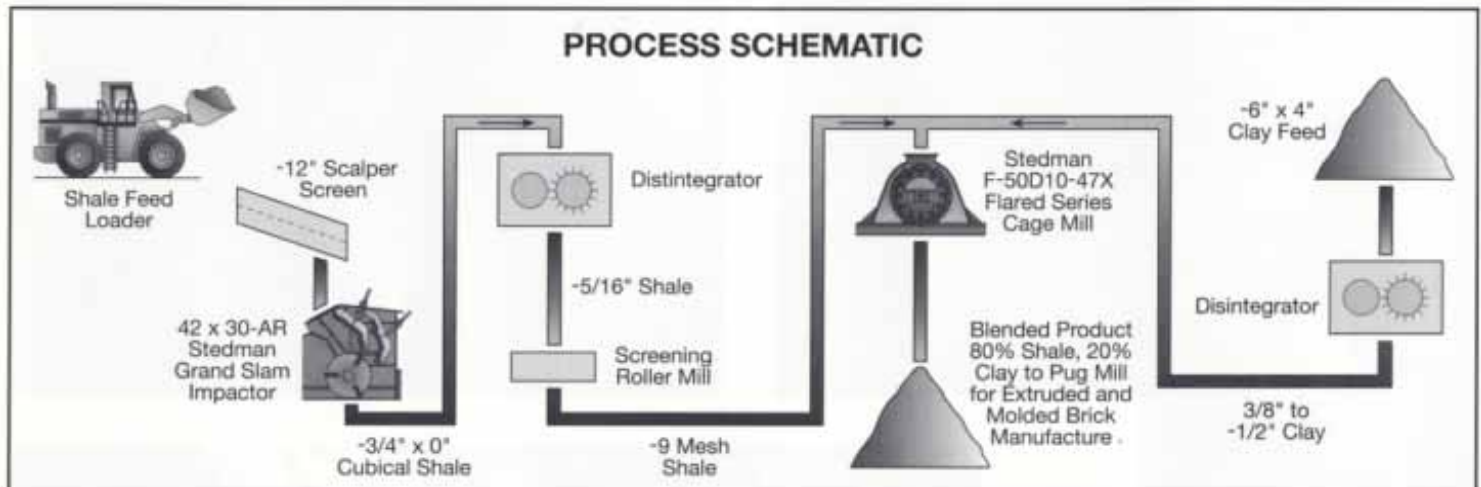 PROCESS SCHEMATIC
Shale Feed
Loader
-12" Scalper
Screen
42 x 30-AR
Stedman
Grand Slam
Impactor
-3/4" x 0"
Cubical Shale
Distintegrator
-5/16" Shale
Screening
Roller Mill
-9 Mesh
Shale
Stedman
F-50D10-47X
Flared Series
Cage Mill
Blended Product
80% Shale, 20%
Clay to Pug Mill
for Extruded and
Molded Brick
Manufacture .
-6" x 4"
Clay Feed
Disintegrator
3/8" to
-1/2" Clay